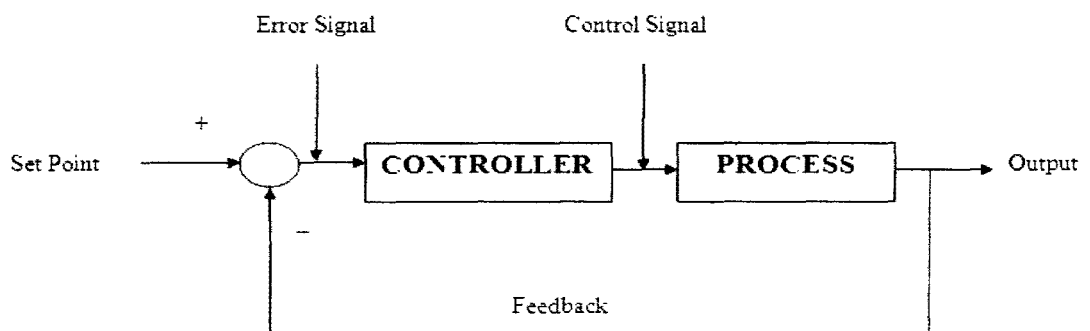 Error Signal
Control Signal
+
Set Point
CONTROLLER
PROCESS
Output
−
Feedback